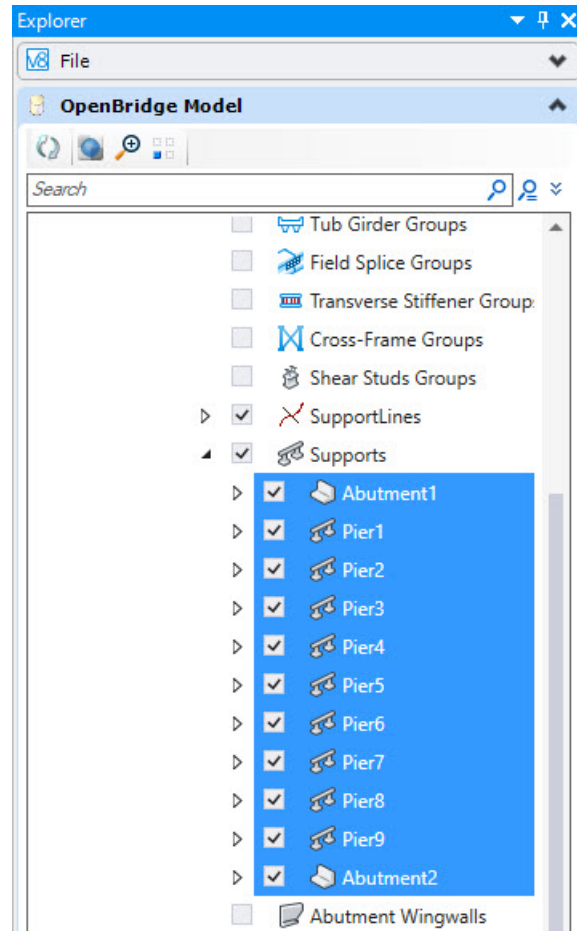 Explorer
File
OpenBridge Model
Search
Tub Girder Groups
Field Splice Groups
Transverse Stiffener Group
Cross-Frame Groups
Shear Studs Groups
SupportLines
Supports
Abutment1
Pier1
Pier2
Pier3
Pier4
Pier5
Pier6
Pier7
Pier8
Pier9
Abutment2
Abutment Wingwalls